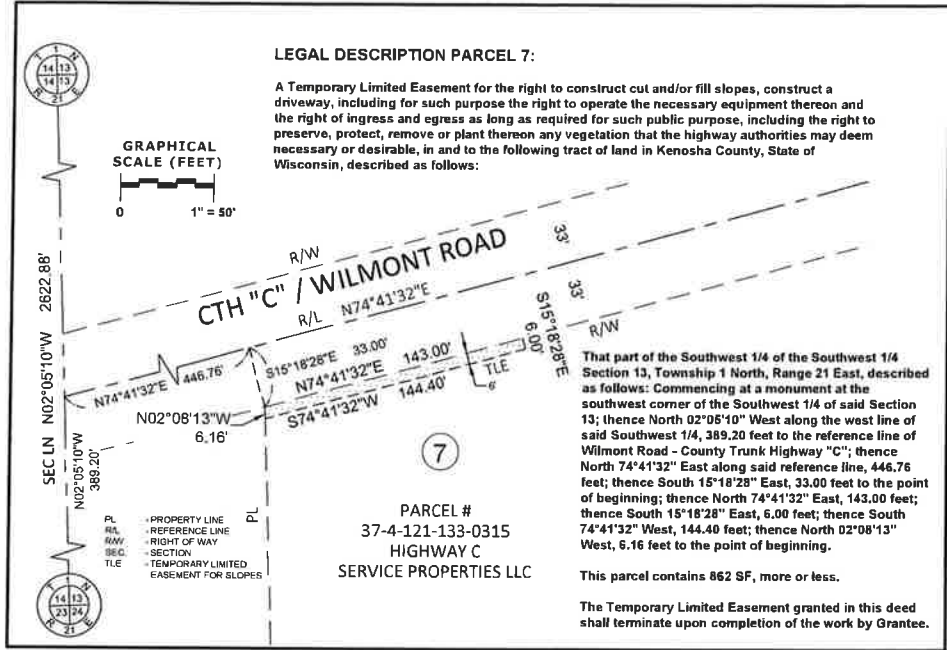 LEGAL DESCRIPTION PARCEL 7:
A Temporary Limited Easement for the right to construct cut and/or fill slopes, construct a
driveway, including for such purpose the right to operate the necessary equipment thereon and
the right of ingress and egress as long as required for such public purpose, including the right to
preserve, protect, remove or plant thereon any vegetation that the highway authorities may deem
necessary or desirable, in and to the following tract of land in Kenosha County, State of
Wisconsin, described as follows:
T 1 N
14 13
14 13
R 21 E
GRAPHICAL
SCALE (FEET)
0 1" = 50'
SEC LN N02°05'10"W 2622.88'
R/W
CTH "C" / WILMONT ROAD
R/L N74°41'32"E
33'
33'
R/W
N74°41'32"E 446.76'
S15°18'28"E 33.00'
N74°41'32"E 143.00'
S74°41'32"W 144.40'
TLE
6'
S15°18'28"E
6.00'
N02°08'13"W
6.16'
N02°05'10"W
389.20'
7
PL
PARCEL #
37-4-121-133-0315
HIGHWAY C
SERVICE PROPERTIES LLC
PL - PROPERTY LINE
R/L - REFERENCE LINE
R/W - RIGHT OF WAY
SEC. - SECTION
TLE - TEMPORARY LIMITED
EASEMENT FOR SLOPES
T 1 N
14 13
23 24
R 21 E
That part of the Southwest 1/4 of the Southwest 1/4
Section 13, Township 1 North, Range 21 East, described
as follows: Commencing at a monument at the
southwest corner of the Southwest 1/4 of said Section
13; thence North 02°05'10" West along the west line of
said Southwest 1/4, 389.20 feet to the reference line of
Wilmont Road - County Trunk Highway "C"; thence
North 74°41'32" East along said reference line, 446.76
feet; thence South 15°18'28" East, 33.00 feet to the point
of beginning; thence North 74°41'32" East, 143.00 feet;
thence South 15°18'28" East, 6.00 feet; thence South
74°41'32" West, 144.40 feet; thence North 02°08'13"
West, 6.16 feet to the point of beginning.
This parcel contains 862 SF, more or less.
The Temporary Limited Easement granted in this deed
shall terminate upon completion of the work by Grantee.